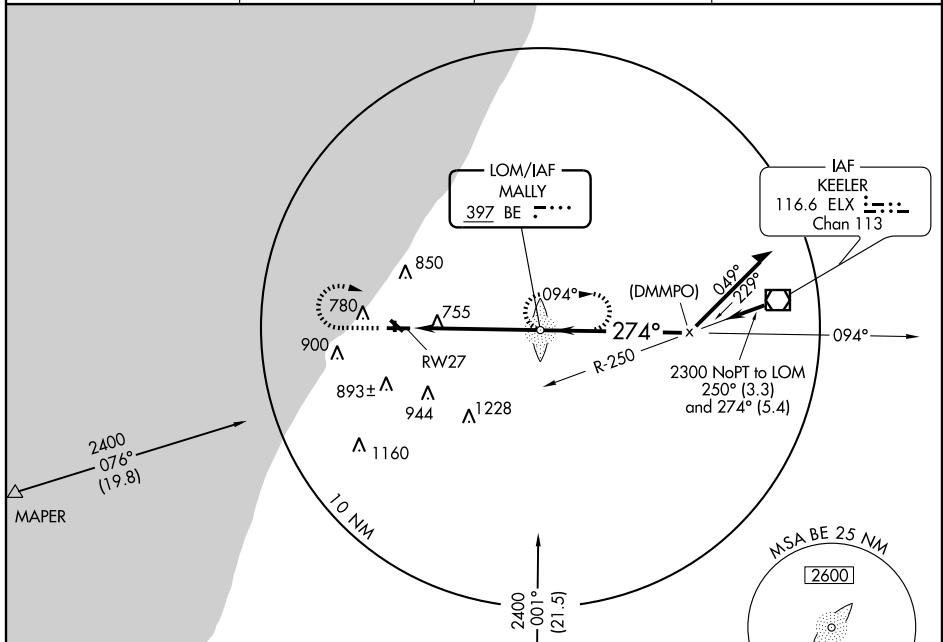 LOM/IAF
MALLY
397 BE
IAF
KEELER
116.6 ELX
Chan 113
850
780
094°
(DMMPO)
049°
229°
755
274°
094°
900
RW27
R-250
2300 NoPT to LOM
250° (3.3)
and 274° (5.4)
893±
944
1228
1160
2400
076°
(19.8)
MAPER
10 NM
2400
001°
(21.5)
MSA BE 25 NM
2600